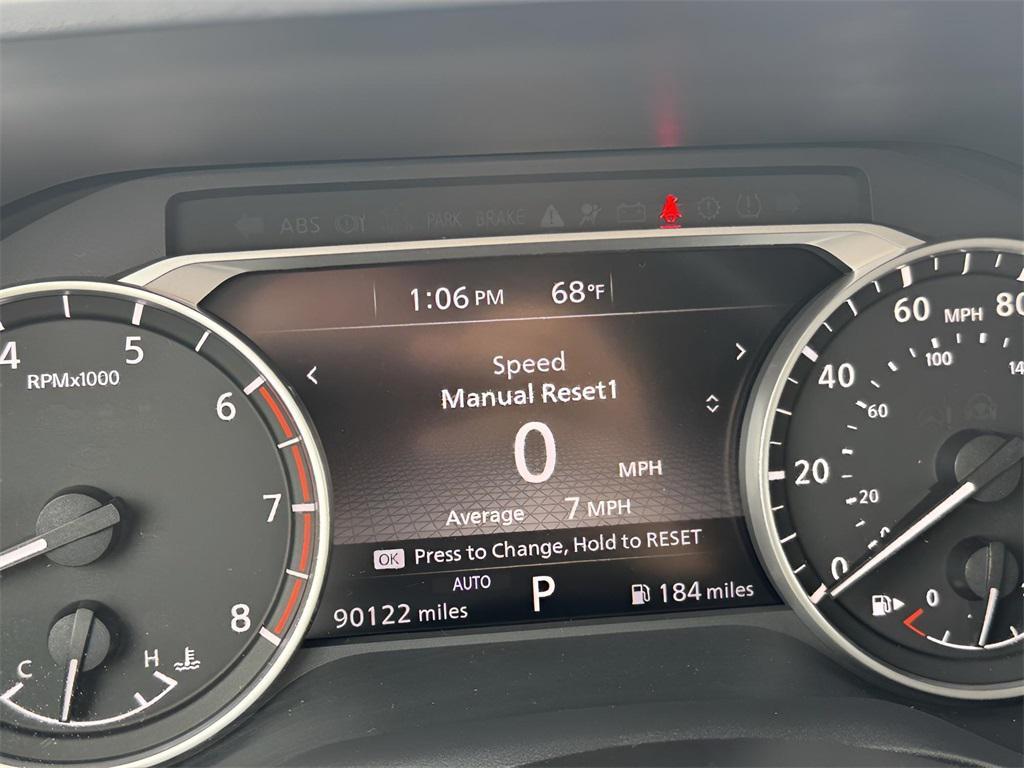 ABS
PARK BRAKE
1:06 PM 68°F
Speed
Manual Reset1
0 MPH
Average 7 MPH
OK Press to Change, Hold to RESET
AUTO
90122 miles P 184 miles
4 5 6 7 8
RPMx1000
C H
0 20 40 60 80
MPH
0 20 60 100 14
0